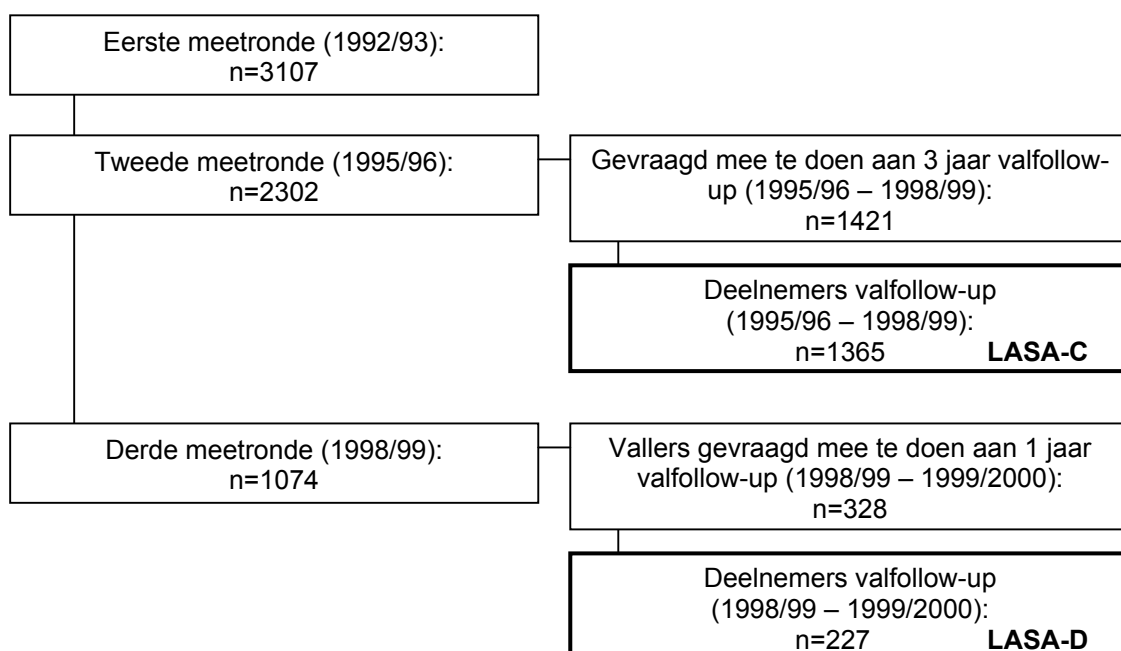 Eerste meetronde (1992/93):
n=3107
Tweede meetronde (1995/96):
n=2302
Gevraagd mee te doen aan 3 jaar valfollow-
up (1995/96 – 1998/99):
n=1421
Deelnemers valfollow-up
(1995/96 – 1998/99):
n=1365 LASA-C
Derde meetronde (1998/99):
n=1074
Vallers gevraagd mee te doen aan 1 jaar
valfollow-up (1998/99 – 1999/2000):
n=328
Deelnemers valfollow-up
(1998/99 – 1999/2000):
n=227 LASA-D